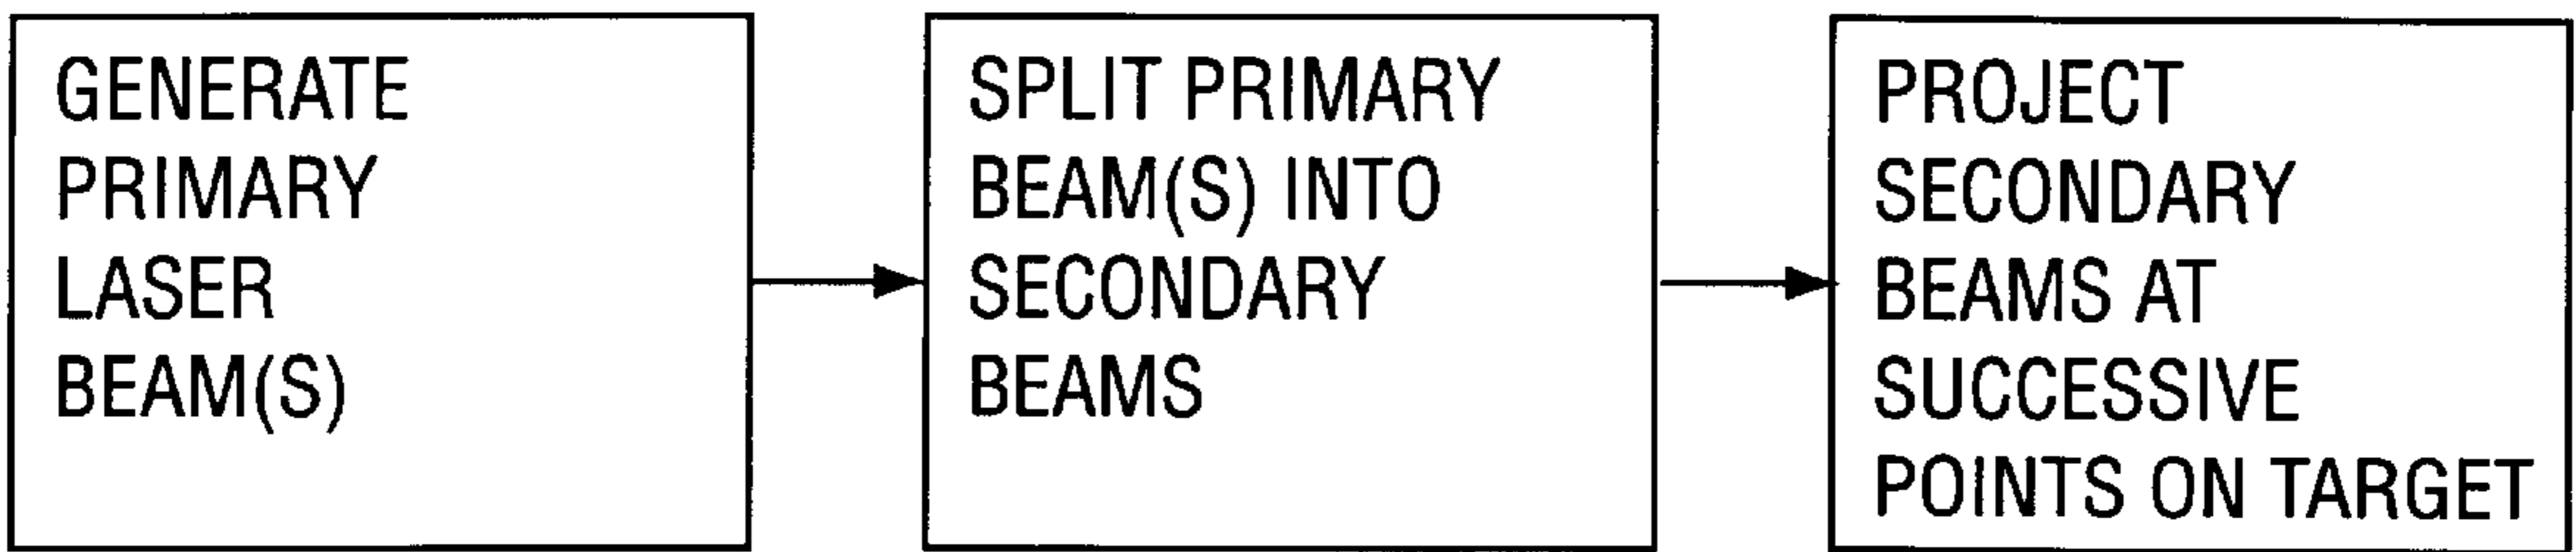 GENERATE
PRIMARY
LASER
BEAM(S)
SPLIT PRIMARY
BEAM(S) INTO
SECONDARY
BEAMS
PROJECT
SECONDARY
BEAMS AT
SUCCESSIVE
POINTS ON TARGET